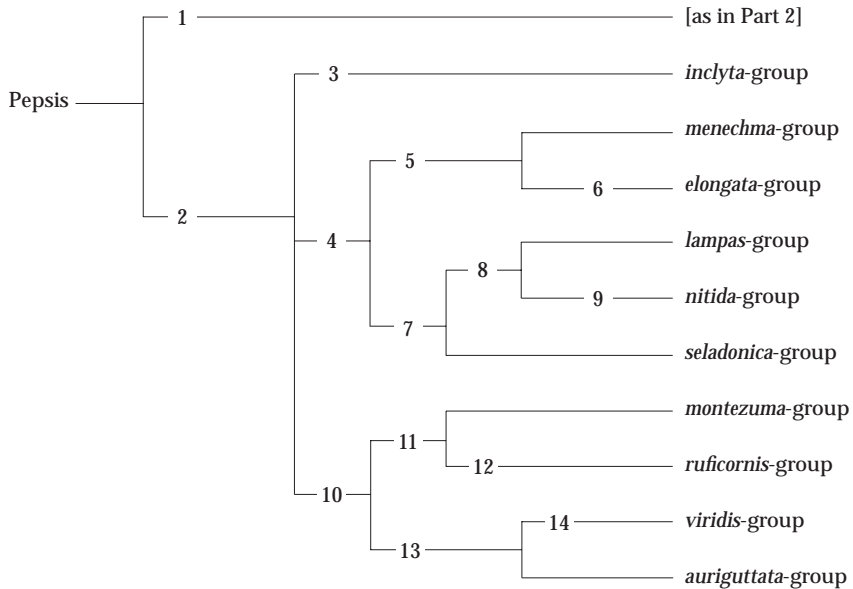 1 [as in Part 2]
3 inclyta-group
Pepsis
menechma-group
5
6 elongata-group
2
4 lampas-group
8
9 nitida-group
7
seladonica-group
montezuma-group
11
12 ruficornis-group
10
14 viridis-group
13
auriguttata-group